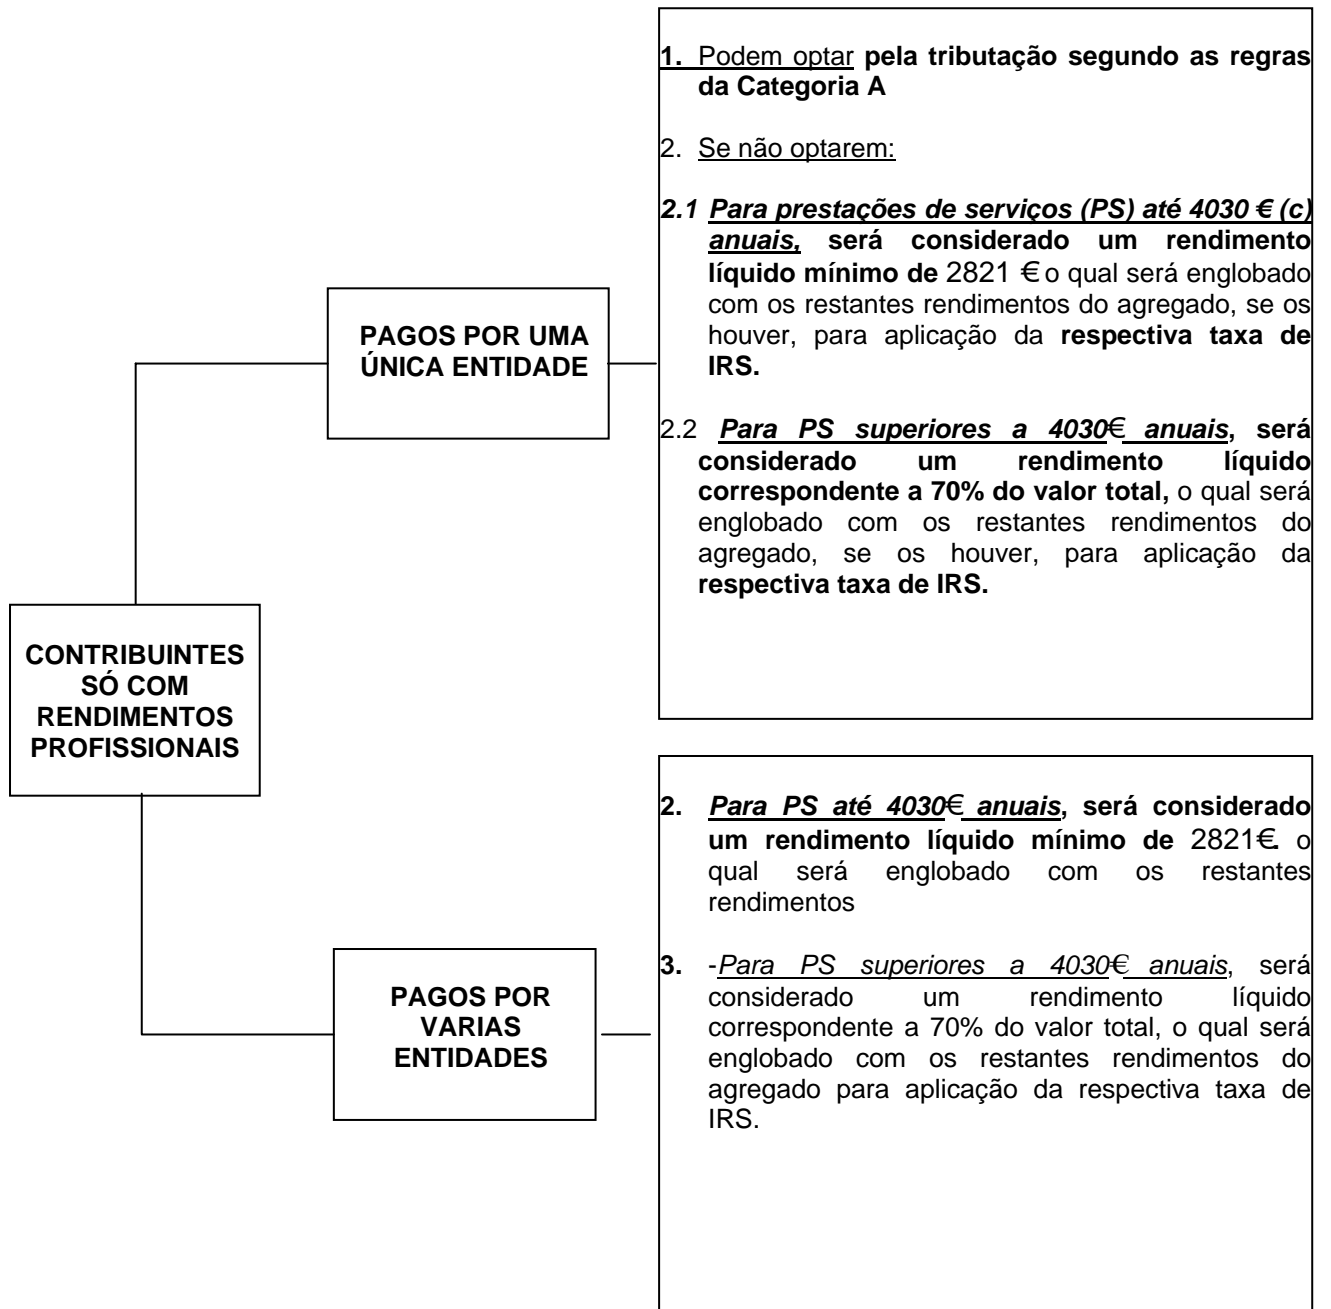 1. Podem optar pela tributação segundo as regras
da Categoria A
2. Se não optarem:
2.1 Para prestações de serviços (PS) até 4030 € (c)
anuais, será considerado um rendimento
líquido mínimo de 2821 € o qual será englobado
com os restantes rendimentos do agregado, se os
houver, para aplicação da respectiva taxa de
IRS.
2.2 Para PS superiores a 4030€ anuais, será
considerado um rendimento líquido
correspondente a 70% do valor total, o qual será
englobado com os restantes rendimentos do
agregado, se os houver, para aplicação da
respectiva taxa de IRS.
PAGOS POR UMA
ÚNICA ENTIDADE
CONTRIBUINTES
SÓ COM
RENDIMENTOS
PROFISSIONAIS
PAGOS POR
VARIAS
ENTIDADES
2. Para PS até 4030€ anuais, será considerado
um rendimento líquido mínimo de 2821€. o
qual será englobado com os restantes
rendimentos
3. -Para PS superiores a 4030€ anuais, será
considerado um rendimento líquido
correspondente a 70% do valor total, o qual será
englobado com os restantes rendimentos do
agregado para aplicação da respectiva taxa de
IRS.